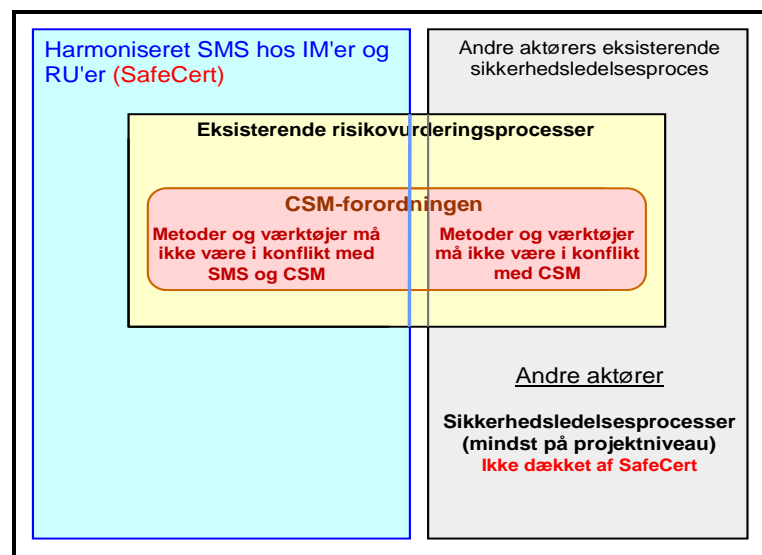 Harmoniseret SMS hos IM'er og
RU'er (SafeCert)
Andre aktørers eksisterende
sikkerhedsledelsesproces
Eksisterende risikovurderingsprocesser
CSM-forordningen
Metoder og værktøjer må
ikke være i konflikt med
SMS og CSM
Metoder og værktøjer
må ikke være i konflikt
med CSM
Andre aktører
Sikkerhedsledelsesprocesser
(mindst på projektniveau)
Ikke dækket af SafeCert